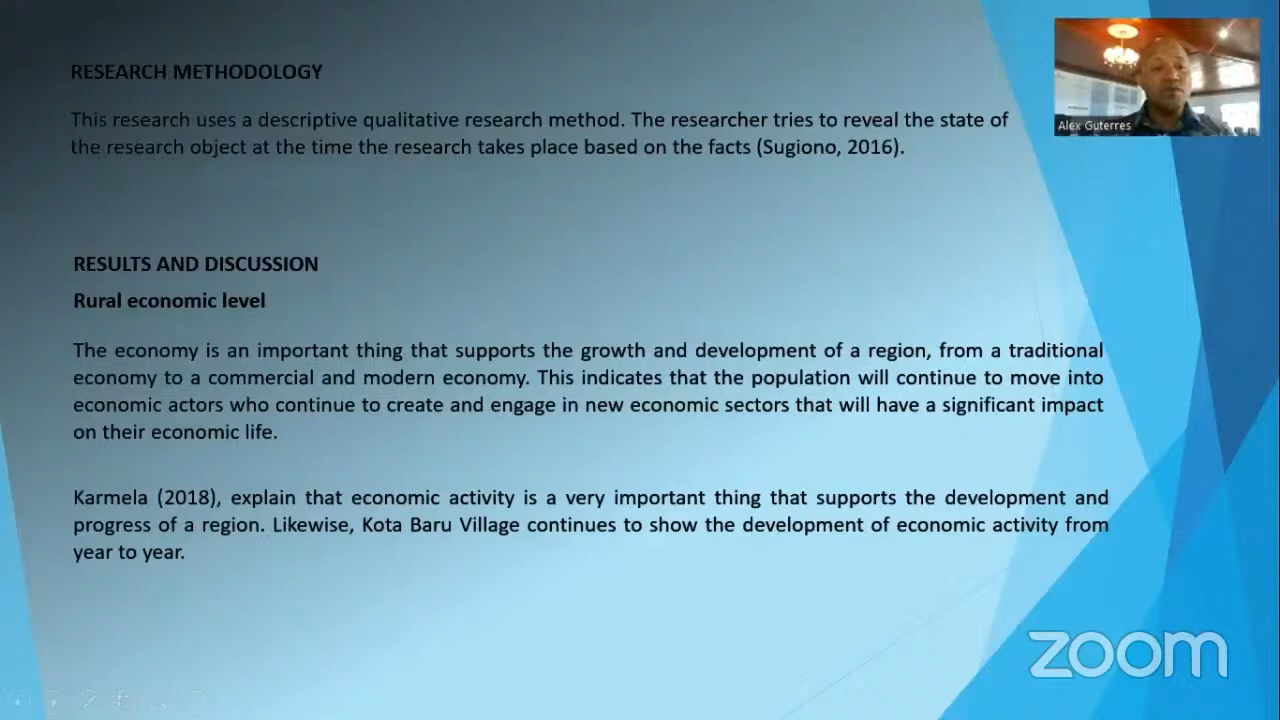 RESEARCH METHODOLOGY
This research uses a descriptive qualitative research method. The researcher tries to reveal the state of
the research object at the time the research takes place based on the facts (Sugiono, 2016).
Alex Guterres
RESULTS AND DISCUSSION
Rural economic level
The economy is an important thing that supports the growth and development of a region, from a traditional
economy to a commercial and modern economy. This indicates that the population will continue to move into
economic actors who continue to create and engage in new economic sectors that will have a significant impact
on their economic life.
Karmela (2018), explain that economic activity is a very important thing that supports the development and
progress of a region. Likewise, Kota Baru Village continues to show the development of economic activity from
year to year.
zoom